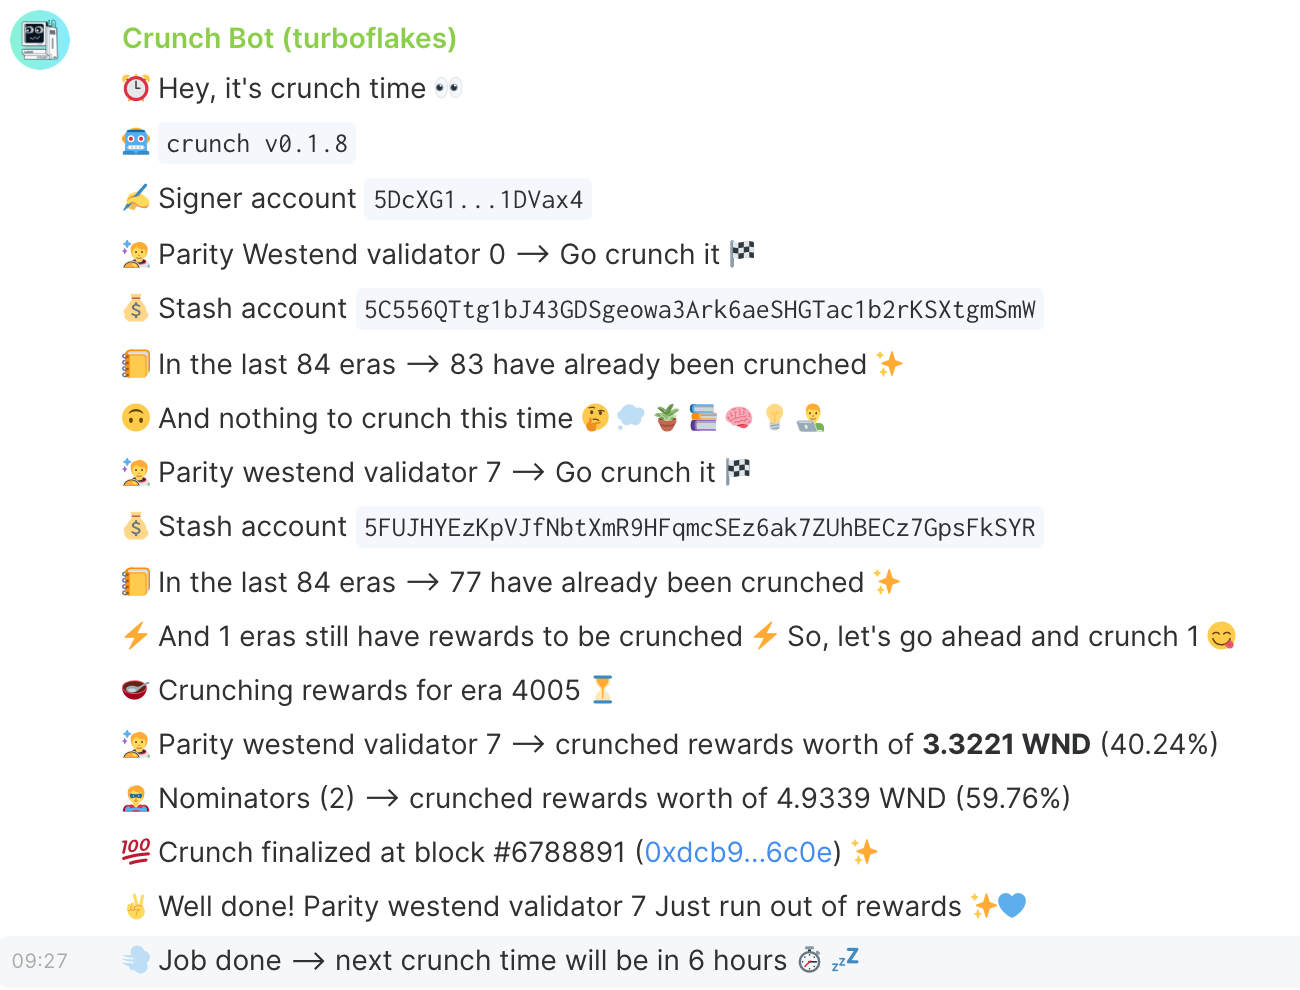 Crunch Bot (turboflakes)
⏰ Hey, it's crunch time 👀
🤖 crunch v0.1.8
✍️ Signer account 5DcXG1...1DVax4
🧑‍🚀 Parity Westend validator 0 → Go crunch it 🏁
💰 Stash account 5C556QTtg1bJ43GDSgeowa3Ark6aeSHGTac1b2rKSXtgmSmW
📒 In the last 84 eras → 83 have already been crunched ✨
🙃 And nothing to crunch this time 🤔 💭 🪴 📚 🧠 💡 👨‍💻
Parity westend validator 7 → Go crunch it 🏁
💰 Stash account 5FUJHYEzKpVJfNbtXmR9HFqmcSEz6ak7ZUhBECz7GpsFkSYR
📒 In the last 84 eras → 77 have already been crunched ✨
⚡ And 1 eras still have rewards to be crunched ⚡ So, let's go ahead and crunch 1 😋
🥣 Crunching rewards for era 4005 ⏳
Parity westend validator 7 → crunched rewards worth of 3.3221 WND (40.24%)
🦸 Nominators (2) → crunched rewards worth of 4.9339 WND (59.76%)
💯 Crunch finalized at block #6788891 (0xdcb9...6c0e) ✨
✌️ Well done! Parity westend validator 7 Just run out of rewards ✨💙
09:27 💨 Job done → next crunch time will be in 6 hours ⏱ 💤